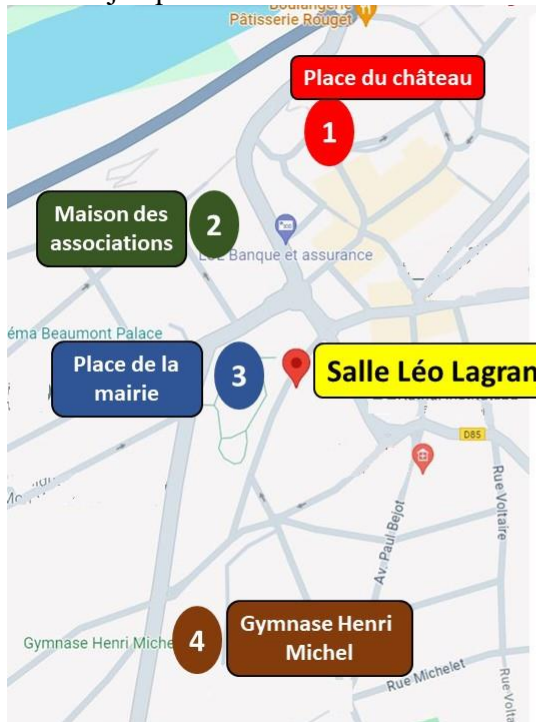 Pâtisserie Rouget
Place du château
1
Maison des
associations
2
Banque et assurance
éma Beaumont Palace
Place de la
mairie
3
Salle Léo Lagran
D85
Rue Voltaire
Av. Paul Bejot
Gymnase Henri Miche
4
Gymnase Henri
Michel
Rue Michelet
Rue Volt